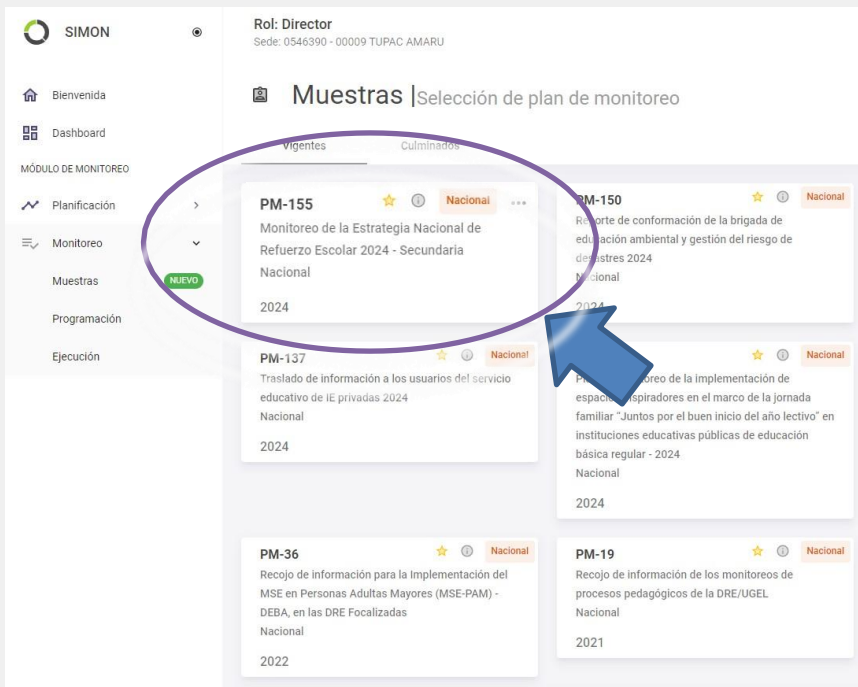 SIMON
Rol: Director
Sede: 0546390 - 00009 TUPAC AMARU
Bienvenida
Dashboard
MÓDULO DE MONITOREO
Planificación
Monitoreo
Muestras
NUEVO
Programación
Ejecución
Muestras |Selección de plan de monitoreo
Vigentes
Culminados
PM-155
Nacional
Monitoreo de la Estrategia Nacional de
Refuerzo Escolar 2024 - Secundaria
Nacional
2024
PM-150
Nacional
Reporte de conformación de la brigada de
educación ambiental y gestión del riesgo de
desastres 2024
Nacional
2024
PM-137
Nacional
Traslado de información a los usuarios del servicio
educativo de IE privadas 2024
Nacional
2024
Nacional
de la implementación de
en el marco de la jornada
familiar "Juntos por el buen inicio del año lectivo" en
instituciones educativas públicas de educación
básica regular - 2024
Nacional
2024
PM-36
Nacional
Recojo de información para la Implementación del
MSE en Personas Adultas Mayores (MSE-PAM) -
DEBA, en las DRE Focalizadas
Nacional
2022
PM-19
Nacional
Recojo de información de los monitoreos de
procesos pedagógicos de la DRE/UGEL
Nacional
2021